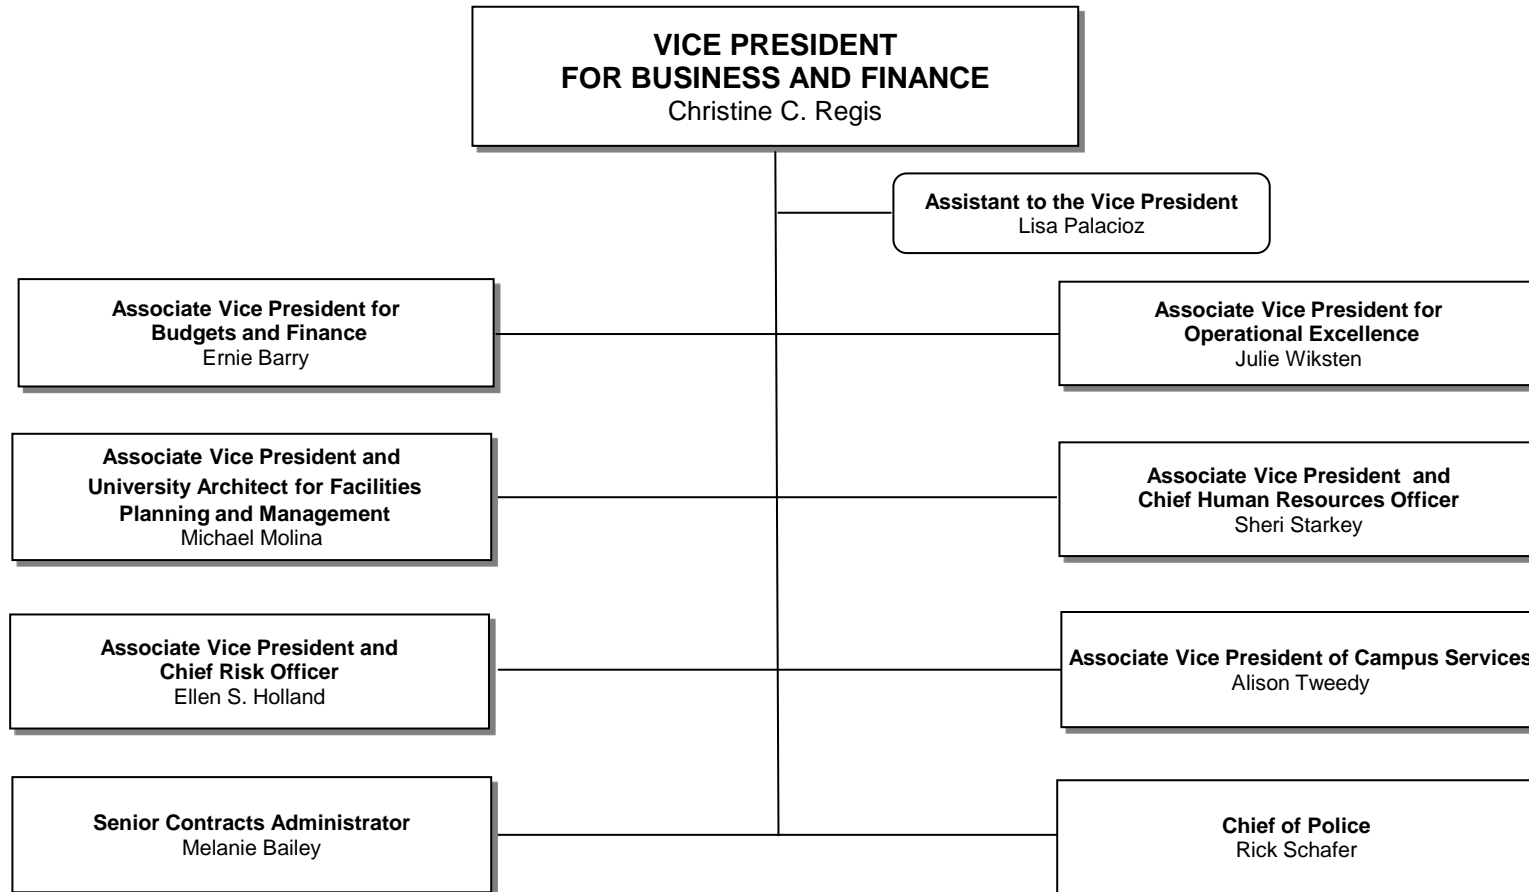 VICE PRESIDENT
FOR BUSINESS AND FINANCE
Christine C. Regis
Assistant to the Vice President
Lisa Palacioz
Associate Vice President for
Budgets and Finance
Ernie Barry
Associate Vice President for
Operational Excellence
Julie Wiksten
Associate Vice President and
University Architect for Facilities
Planning and Management
Michael Molina
Associate Vice President and
Chief Human Resources Officer
Sheri Starkey
Associate Vice President and
Chief Risk Officer
Ellen S. Holland
Associate Vice President of Campus Services
Alison Tweedy
Senior Contracts Administrator
Melanie Bailey
Chief of Police
Rick Schafer